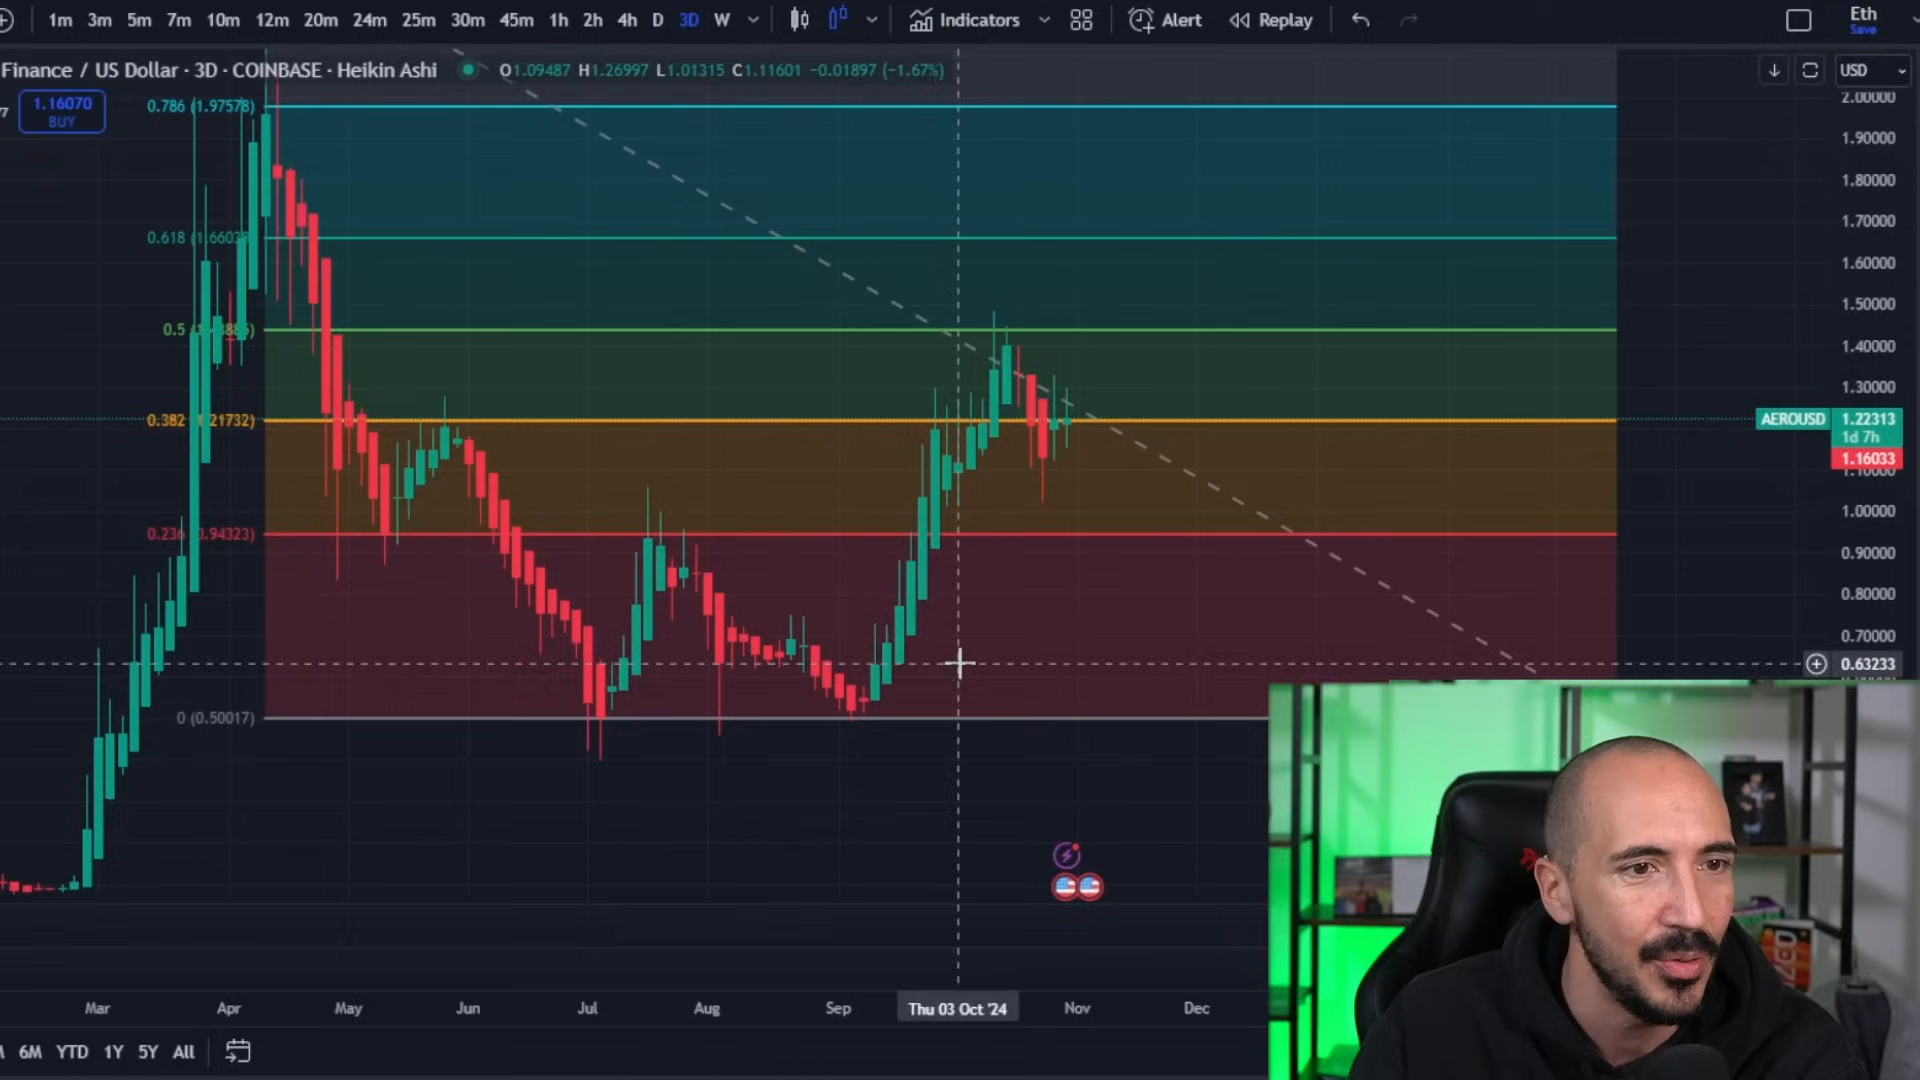 1m 3m 5m 7m 10m 12m 20m 24m 25m 30m 45m 1h 2h 4h D 3D W Indicators Alert Replay Eth
Save
Finance / US Dollar · 3D · COINBASE · Heikin Ashi O1.09487 H1.26997 L1.01315 C1.11601 −0.01897 (−1.67%) USD
7 1.16070
BUY
0.786 (1.97578)
0.618
0.5
0.382
0.236
0 (0.50017)
2.00000
1.90000
1.80000
1.70000
1.60000
1.50000
1.40000
1.30000
AEROUSD 1.22313
1d 7h
1.16033
1.00000
0.90000
0.80000
0.70000
0.63233
Mar Apr May Jun Jul Aug Sep Thu 03 Oct '24 Nov Dec
6M YTD 1Y 5Y All